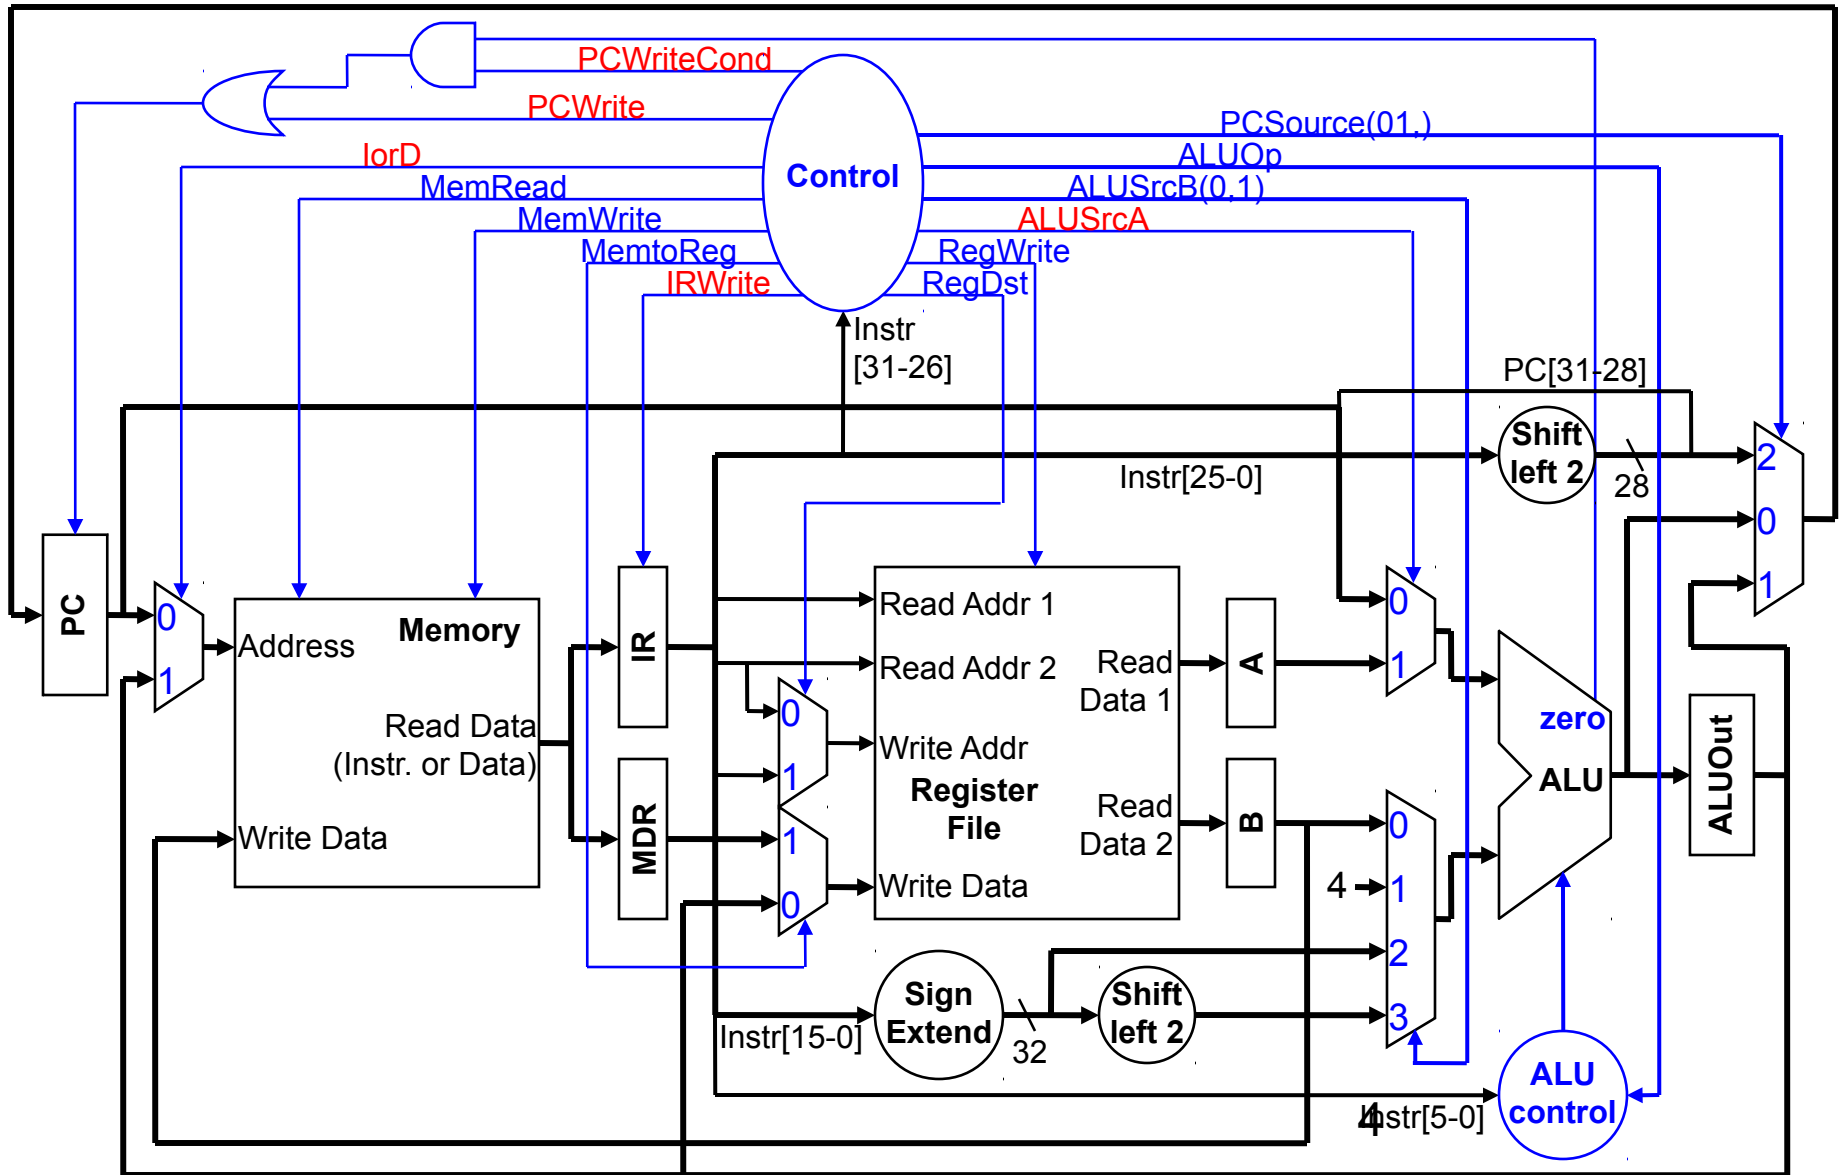 PCWriteCond
PCWrite
PCSource(01,)
IorD
ALUOp
Control
MemRead
ALUSrcB(0,1)
MemWrite
ALUSrcA
MemtoReg
RegWrite
IRWrite
RegDst
Instr
[31-26]
PC[31-28]
Shift
left 2
Instr[25-0]
28
2
0
1
PC
0
1
Address
Memory
Read Data
(Instr. or Data)
Write Data
IR
MDR
0
1
1
0
Read Addr 1
Read Addr 2
Read
Data 1
Write Addr
Register
File
Read
Data 2
Write Data
A
B
0
1
0
4
1
2
3
zero
ALU
ALUOut
Sign
Extend
Shift
left 2
Instr[15-0]
32
ALU
control
4
Instr[5-0]